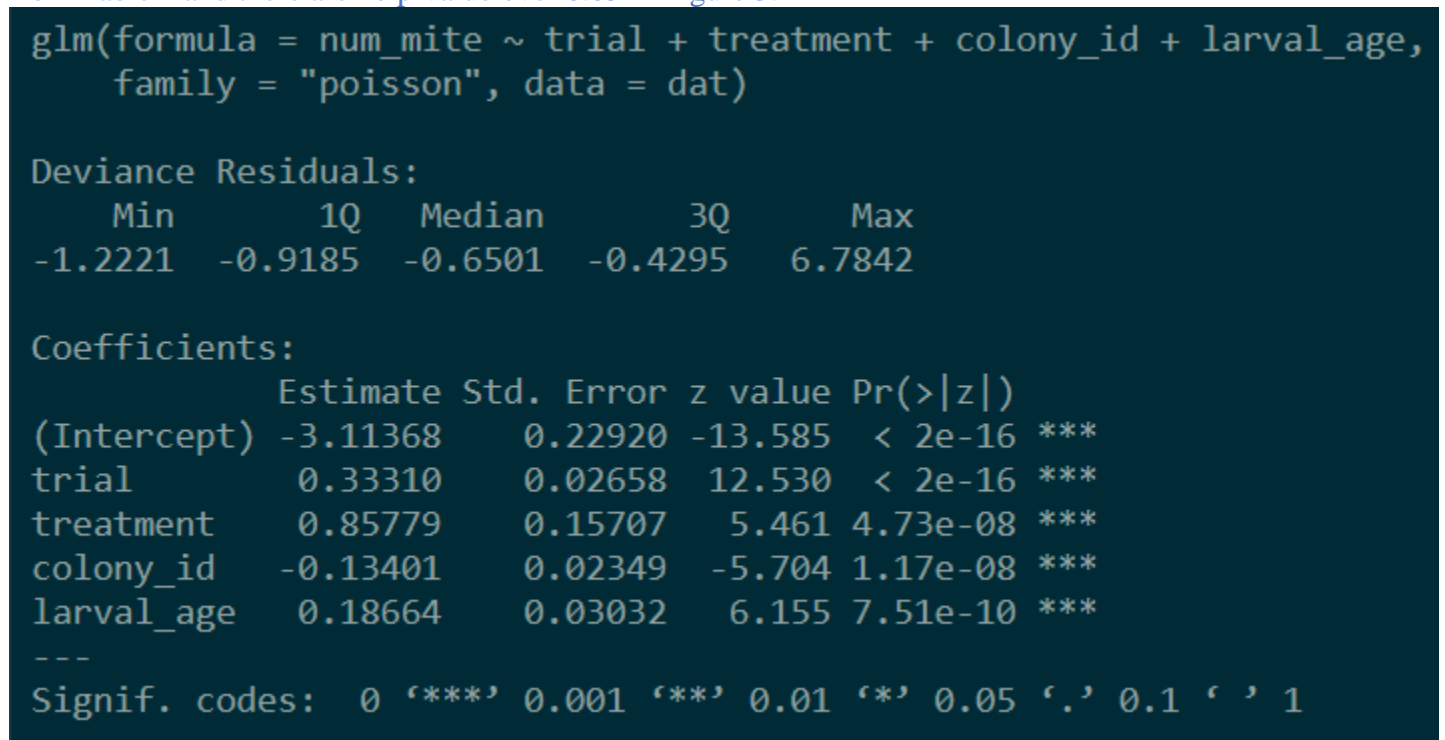 glm(formula = num_mite ~ trial + treatment + colony_id + larval_age,
    family = "poisson", data = dat)
Deviance Residuals:
    Min       1Q   Median       3Q      Max
-1.2221  -0.9185  -0.6501  -0.4295   6.7842
Coefficients:
            Estimate Std. Error z value Pr(>|z|)
(Intercept) -3.11368    0.22920 -13.585  < 2e-16 ***
trial        0.33310    0.02658  12.530  < 2e-16 ***
treatment    0.85779    0.15707   5.461 4.73e-08 ***
colony_id   -0.13401    0.02349  -5.704 1.17e-08 ***
larval_age   0.18664    0.03032   6.155 7.51e-10 ***
---
Signif. codes:  0 ‘***’ 0.001 ‘**’ 0.01 ‘*’ 0.05 ‘.’ 0.1 ‘ ’ 1